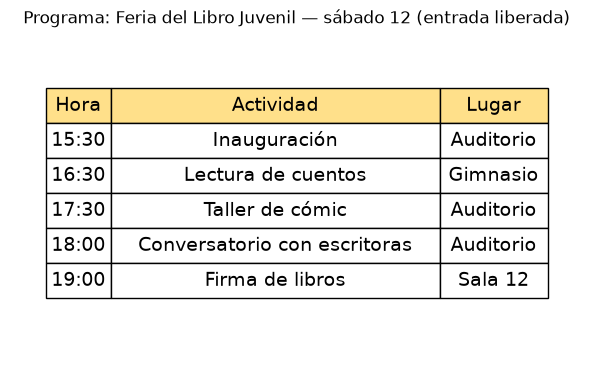 Programa: Feria del Libro Juvenil — sábado 12 (entrada liberada)
Hora Actividad Lugar
15:30 Inauguración Auditorio
16:30 Lectura de cuentos Gimnasio
17:30 Taller de cómic Auditorio
18:00 Conversatorio con escritoras Auditorio
19:00 Firma de libros Sala 12